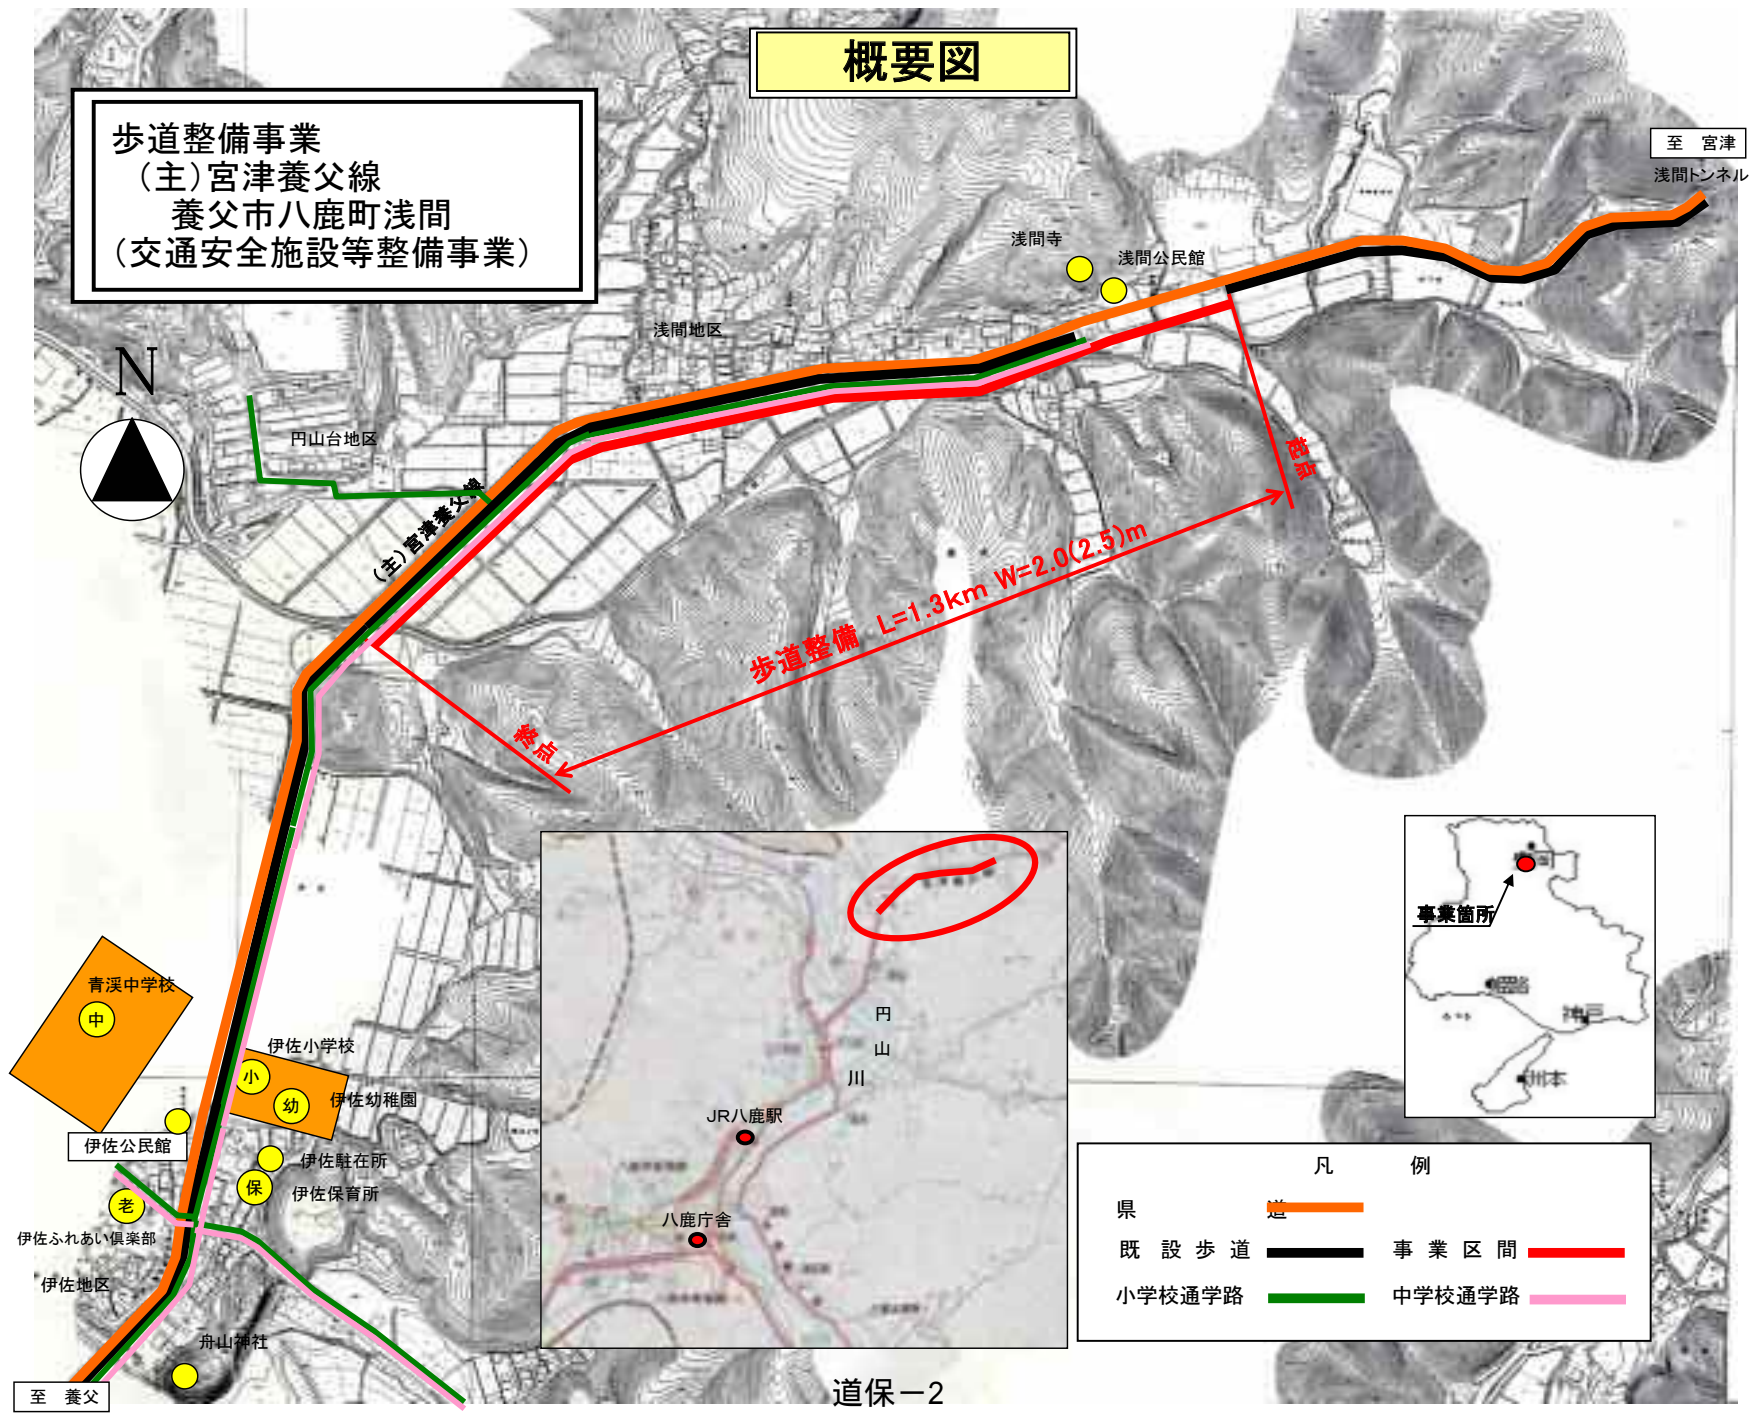 概要図
歩道整備事業
(主)宮津養父線
養父市八鹿町浅間
(交通安全施設等整備事業)
至 宮津
浅間トンネル
浅間寺
浅間公民館
浅間地区
N
円山台地区
(主)宮津養父線
起点
歩道整備 L=1.3km W=2.0(2.5)m
終点
事業箇所
姫路
神戸
洲本
青渓中学校
中
伊佐小学校
小
幼
伊佐幼稚園
伊佐公民館
伊佐駐在所
保
伊佐保育所
老
伊佐ふれあい倶楽部
伊佐地区
舟山神社
至 養父
円
山
川
JR八鹿駅
八鹿庁舎
凡 例
県 道
既設歩道
事業区間
小学校通学路
中学校通学路
道保－2